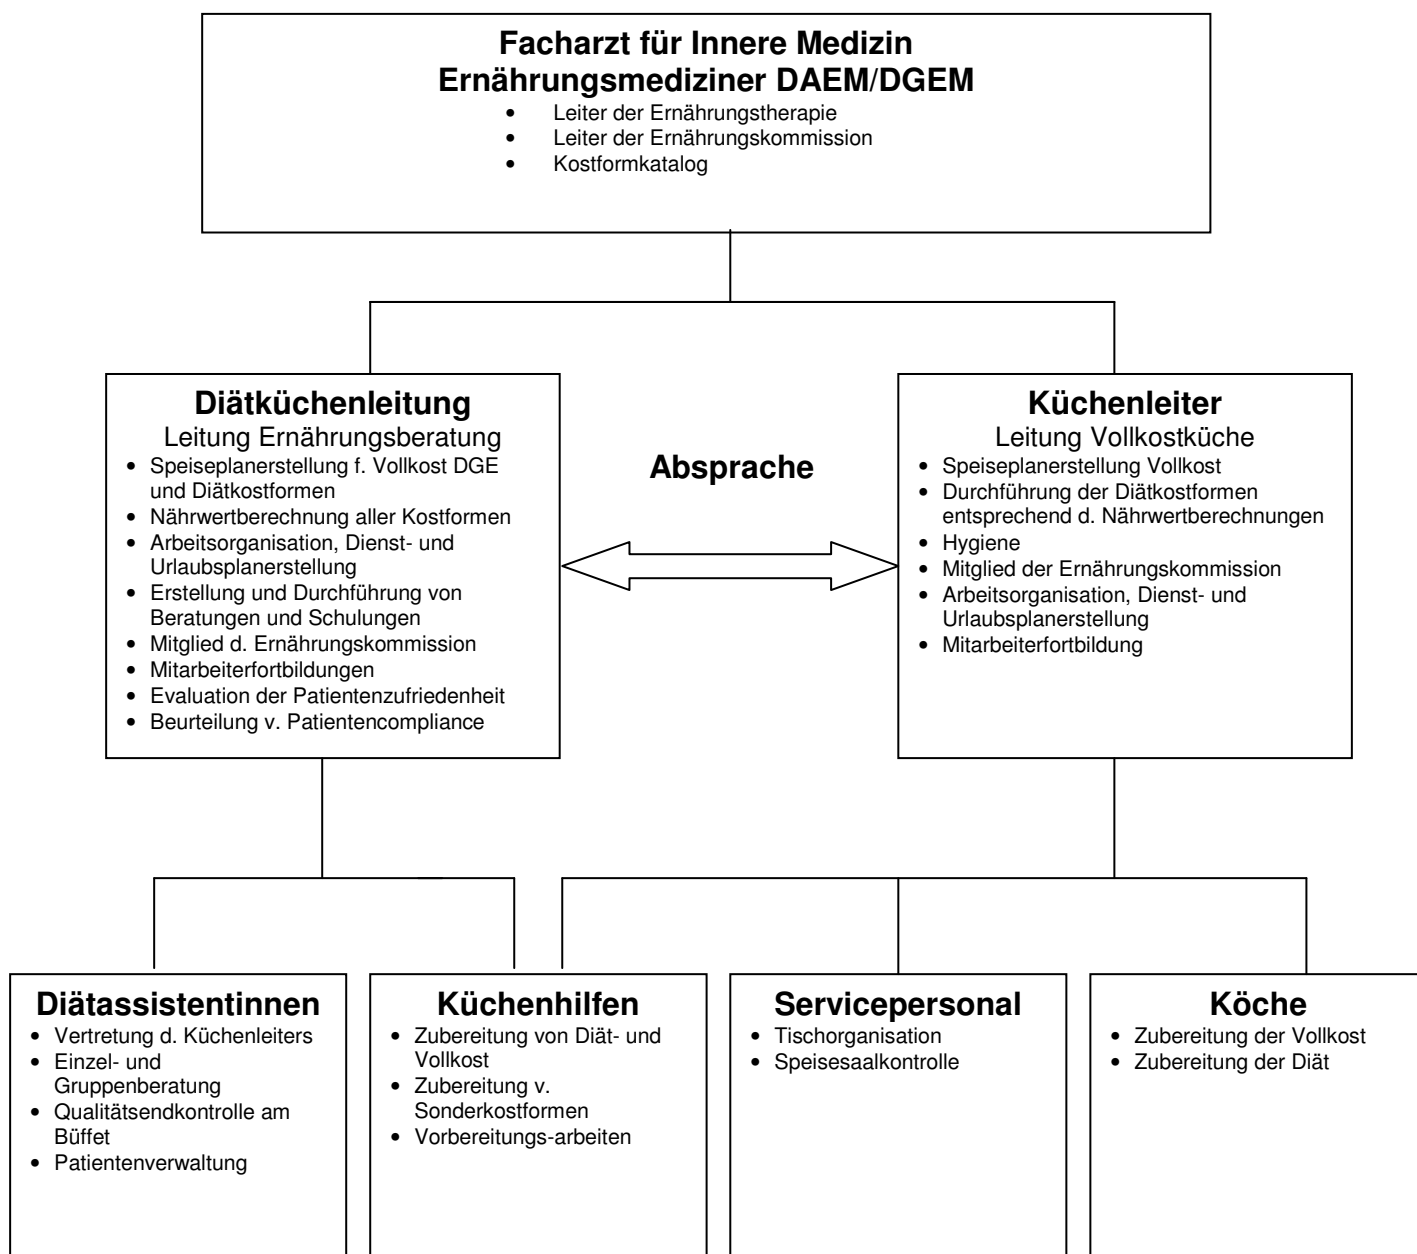 Facharzt für Innere Medizin
Ernährungsmediziner DAEM/DGEM
• Leiter der Ernährungstherapie
• Leiter der Ernährungskommission
• Kostformkatalog
Diätküchenleitung
Leitung Ernährungsberatung
• Speiseplanerstellung f. Vollkost DGE
und Diätkostformen
• Nährwertberechnung aller Kostformen
• Arbeitsorganisation, Dienst- und
Urlaubsplanerstellung
• Erstellung und Durchführung von
Beratungen und Schulungen
• Mitglied d. Ernährungskommission
• Mitarbeiterfortbildungen
• Evaluation der Patientenzufriedenheit
• Beurteilung v. Patientencompliance
Absprache
Küchenleiter
Leitung Vollkostküche
• Speiseplanerstellung Vollkost
• Durchführung der Diätkostformen
entsprechend d. Nährwertberechnungen
• Hygiene
• Mitglied der Ernährungskommission
• Arbeitsorganisation, Dienst- und
Urlaubsplanerstellung
• Mitarbeiterfortbildung
Diätassistentinnen
• Vertretung d. Küchenleiters
• Einzel- und
Gruppenberatung
• Qualitätsendkontrolle am
Büffet
• Patientenverwaltung
Küchenhilfen
• Zubereitung von Diät- und
Vollkost
• Zubereitung v.
Sonderkostformen
• Vorbereitungs-arbeiten
Servicepersonal
• Tischorganisation
• Speisesaalkontrolle
Köche
• Zubereitung der Vollkost
• Zubereitung der Diät